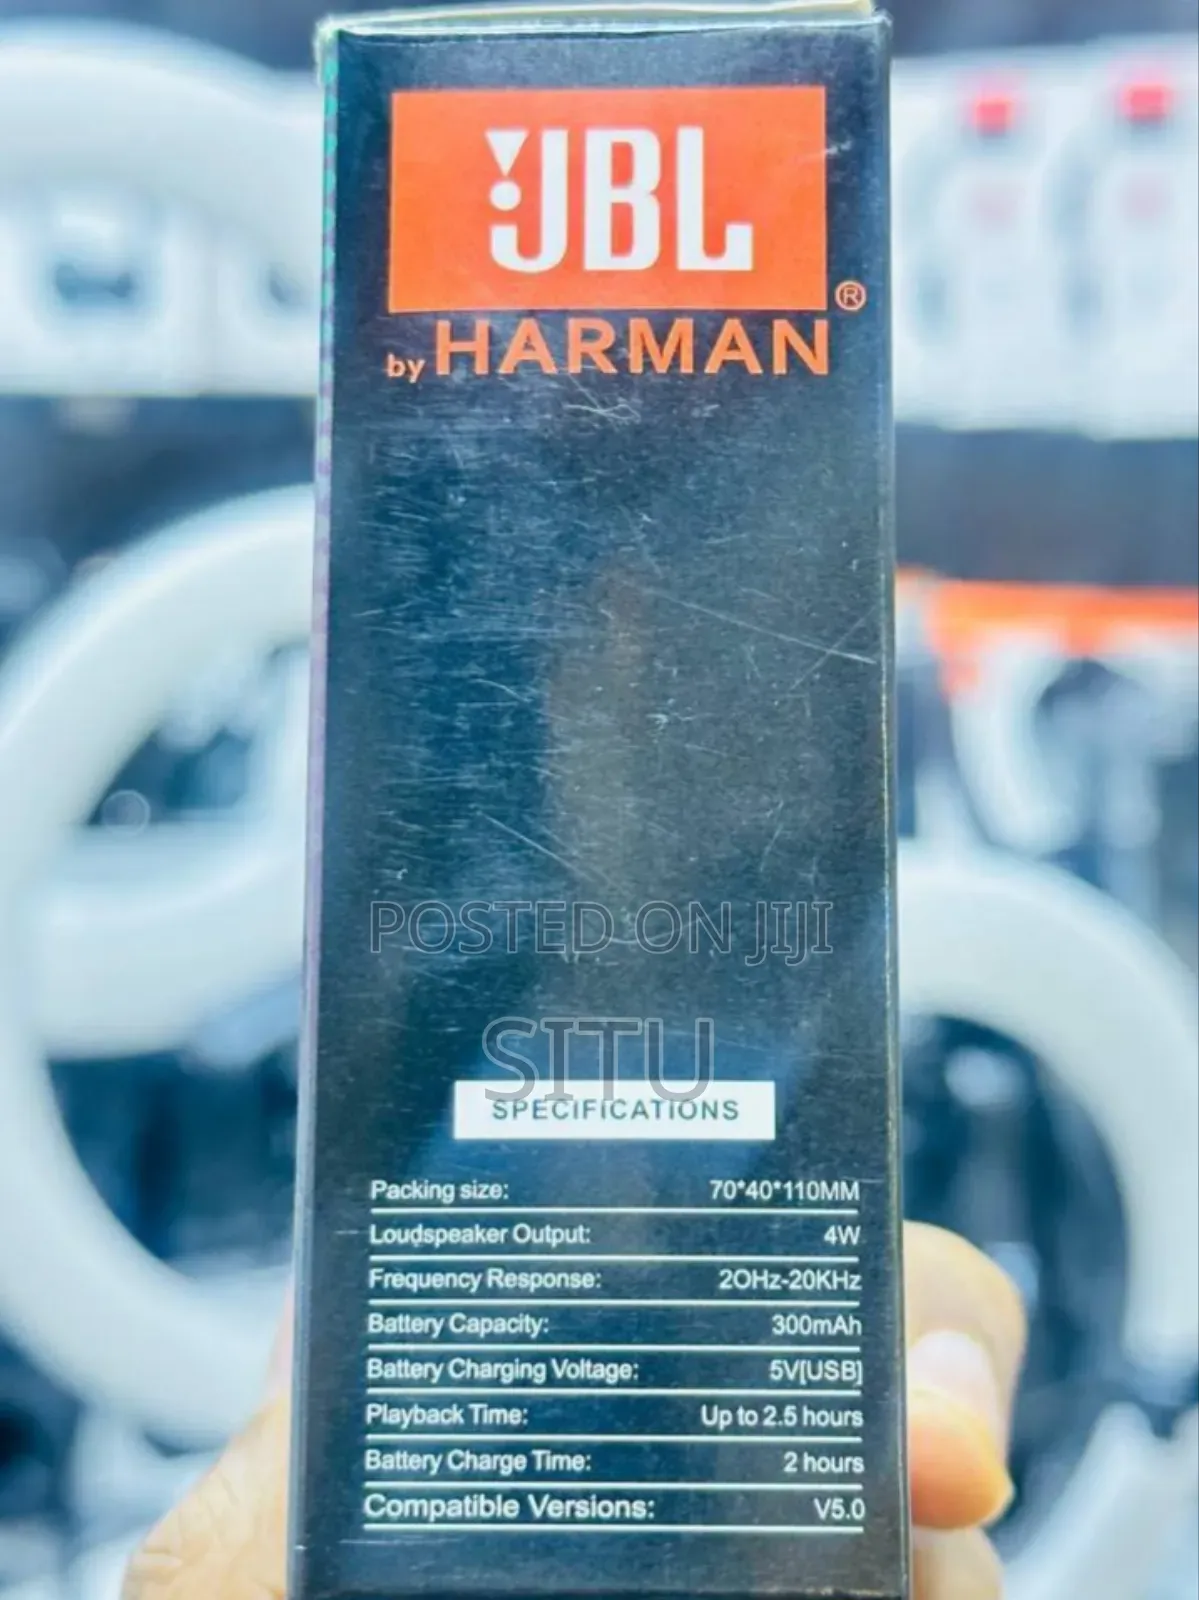 JBL
®
by HARMAN
POSTED ON JIJI
SITU
SPECIFICATIONS
Packing size: 70*40*110MM
Loudspeaker Output: 4W
Frequency Response: 2OHz-20KHz
Battery Capacity: 300mAh
Battery Charging Voltage: 5V[USB]
Playback Time: Up to 2.5 hours
Battery Charge Time: 2 hours
Compatible Versions: V5.0